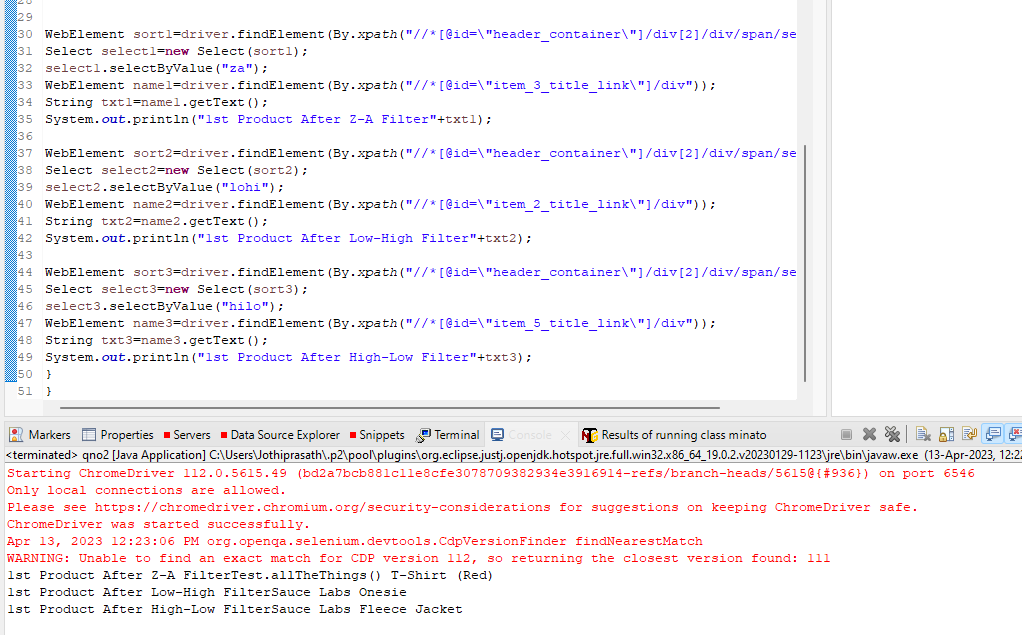 28
29
30 WebElement sort1=driver.findElement(By.xpath("//*[@id=\"header_container\"]/div[2]/div/span/se
31 Select select1=new Select(sort1);
32 select1.selectByValue("za");
33 WebElement name1=driver.findElement(By.xpath("//*[@id=\"item_3_title_link\"]/div"));
34 String txt1=name1.getText();
35 System.out.println("1st Product After Z-A Filter"+txt1);
36
37 WebElement sort2=driver.findElement(By.xpath("//*[@id=\"header_container\"]/div[2]/div/span/se
38 Select select2=new Select(sort2);
39 select2.selectByValue("lohi");
40 WebElement name2=driver.findElement(By.xpath("//*[@id=\"item_2_title_link\"]/div"));
41 String txt2=name2.getText();
42 System.out.println("1st Product After Low-High Filter"+txt2);
43
44 WebElement sort3=driver.findElement(By.xpath("//*[@id=\"header_container\"]/div[2]/div/span/se
45 Select select3=new Select(sort3);
46 select3.selectByValue("hilo");
47 WebElement name3=driver.findElement(By.xpath("//*[@id=\"item_5_title_link\"]/div"));
48 String txt3=name3.getText();
49 System.out.println("1st Product After High-Low Filter"+txt3);
50 }
51 }
Markers Properties Servers Data Source Explorer Snippets Terminal Console Results of running class minato
<terminated> qno2 [Java Application] C:\Users\Jothiprasath\.p2\pool\plugins\org.eclipse.justj.openjdk.hotspot.jre.full.win32.x86_64_19.0.2.v20230129-1123\jre\bin\javaw.exe (13-Apr-2023, 12:22
Starting ChromeDriver 112.0.5615.49 (bd2a7bcb881c11e8cfe3078709382934e3916914-refs/branch-heads/5615@{#936}) on port 6546
Only local connections are allowed.
Please see https://chromedriver.chromium.org/security-considerations for suggestions on keeping ChromeDriver safe.
ChromeDriver was started successfully.
Apr 13, 2023 12:23:06 PM org.openqa.selenium.devtools.CdpVersionFinder findNearestMatch
WARNING: Unable to find an exact match for CDP version 112, so returning the closest version found: 111
1st Product After Z-A FilterTest.allTheThings() T-Shirt (Red)
1st Product After Low-High FilterSauce Labs Onesie
1st Product After High-Low FilterSauce Labs Fleece Jacket